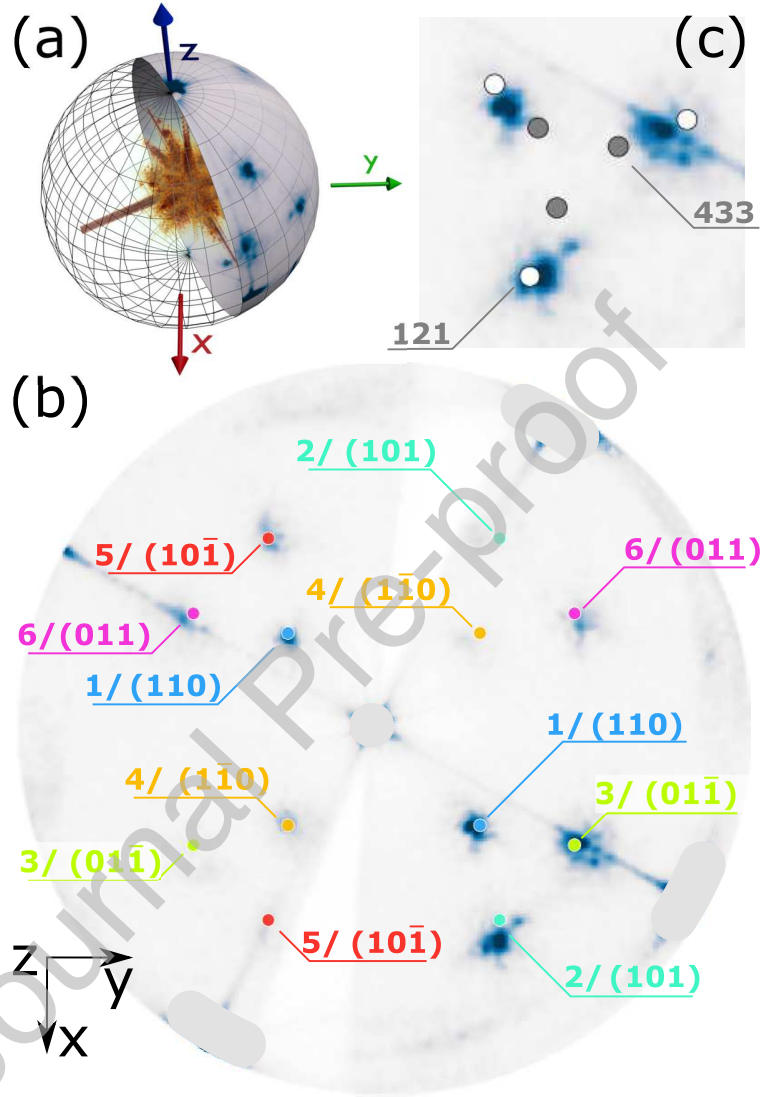 (a)
z
y
x
(c)
433
121
(b)
2/ (101)
5/ (101̄)
6/ (011)
4/ (11̄0)
6/(011)
1/ (110)
1/ (110)
4/ (11̄0)
3/ (011̄)
3/ (011̄)
5/ (101̄)
2/ (101)
z
y
x
Journal Pre-proof